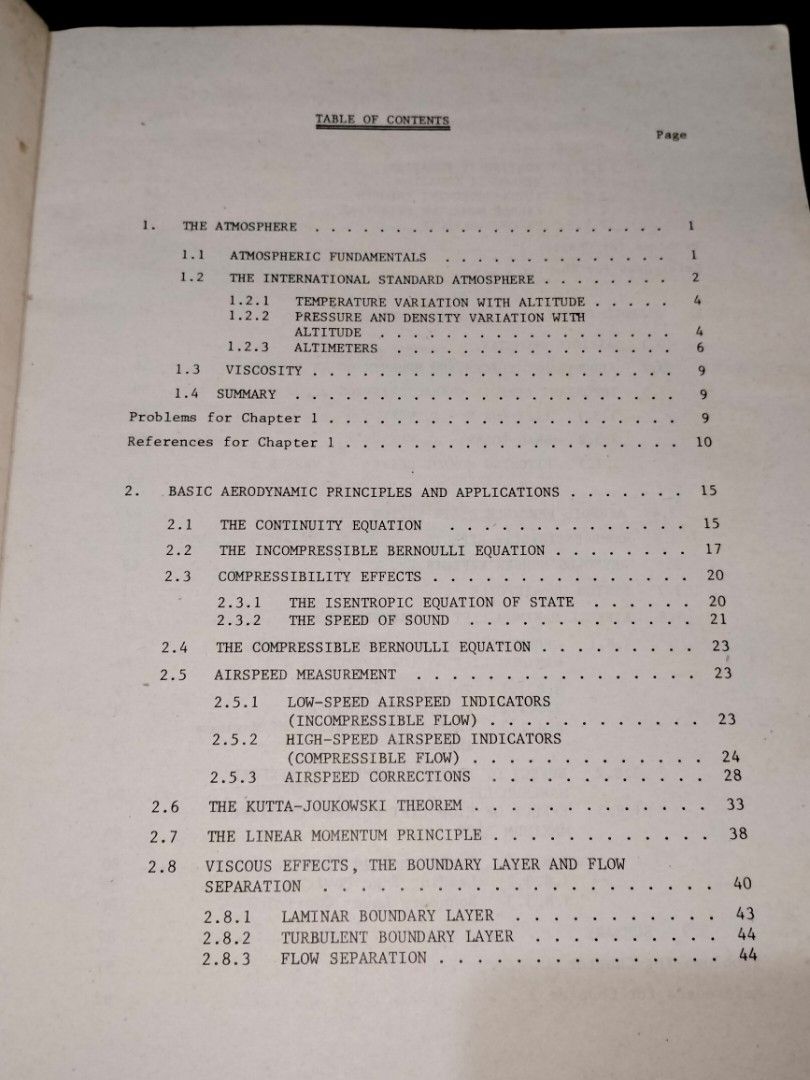 TABLE OF CONTENTS
Page
1. THE ATMOSPHERE . . . . . . . . . . . . . . . . . . . . . . 1
1.1 ATMOSPHERIC FUNDAMENTALS . . . . . . . . . . . . . 1
1.2 THE INTERNATIONAL STANDARD ATMOSPHERE . . . . . . . . 2
1.2.1 TEMPERATURE VARIATION WITH ALTITUDE . . . . . 4
1.2.2 PRESSURE AND DENSITY VARIATION WITH
ALTITUDE . . . . . . . . . . . . . . . . . . 4
1.2.3 ALTIMETERS . . . . . . . . . . . . . . . . . 6
1.3 VISCOSITY . . . . . . . . . . . . . . . . . . . . . . 9
1.4 SUMMARY . . . . . . . . . . . . . . . . . . . . . . . 9
Problems for Chapter 1 . . . . . . . . . . . . . . . . . . . . 9
References for Chapter 1 . . . . . . . . . . . . . . . . . . . 10
2. BASIC AERODYNAMIC PRINCIPLES AND APPLICATIONS . . . . . . . 15
2.1 THE CONTINUITY EQUATION . . . . . . . . . . . . . . 15
2.2 THE INCOMPRESSIBLE BERNOULLI EQUATION . . . . . . . . 17
2.3 COMPRESSIBILITY EFFECTS . . . . . . . . . . . . . . . 20
2.3.1 THE ISENTROPIC EQUATION OF STATE . . . . . . 20
2.3.2 THE SPEED OF SOUND . . . . . . . . . . . . . 21
2.4 THE COMPRESSIBLE BERNOULLI EQUATION . . . . . . . . . 23
2.5 AIRSPEED MEASUREMENT . . . . . . . . . . . . . . . . 23
2.5.1 LOW-SPEED AIRSPEED INDICATORS
(INCOMPRESSIBLE FLOW) . . . . . . . . . . . . 23
2.5.2 HIGH-SPEED AIRSPEED INDICATORS
(COMPRESSIBLE FLOW) . . . . . . . . . . . . . 24
2.5.3 AIRSPEED CORRECTIONS . . . . . . . . . . . . 28
2.6 THE KUTTA-JOUKOWSKI THEOREM . . . . . . . . . . . . . 33
2.7 THE LINEAR MOMENTUM PRINCIPLE . . . . . . . . . . . . 38
2.8 VISCOUS EFFECTS, THE BOUNDARY LAYER AND FLOW
SEPARATION . . . . . . . . . . . . . . . . . . . . . 40
2.8.1 LAMINAR BOUNDARY LAYER . . . . . . . . . . . 43
2.8.2 TURBULENT BOUNDARY LAYER . . . . . . . . . . 44
2.8.3 FLOW SEPARATION . . . . . . . . . . . . . . . 44